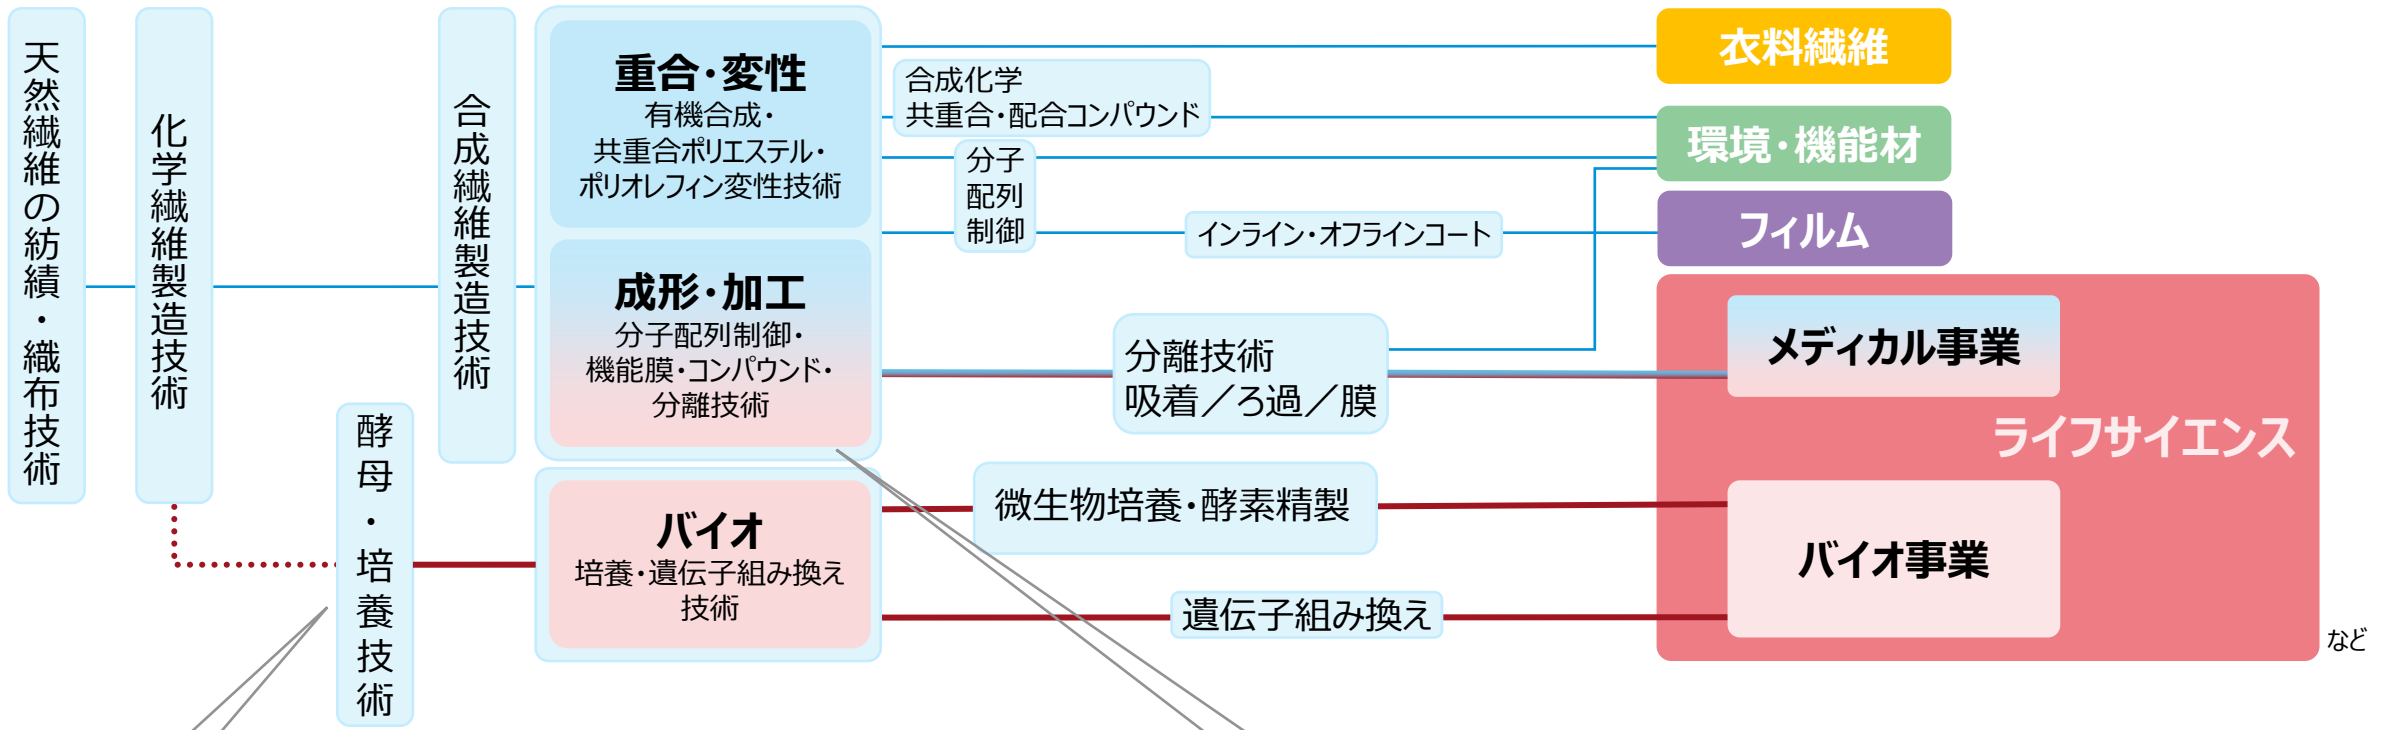 天然繊維の紡績・織布技術
化学繊維製造技術
酵母・培養技術
合成繊維製造技術
重合・変性
有機合成・
共重合ポリエステル・
ポリオレフィン変性技術
成形・加工
分子配列制御・
機能膜・コンパウンド・
分離技術
バイオ
培養・遺伝子組み換え
技術
合成化学
共重合・配合コンパウンド
分子
配列
制御
インライン・オフラインコート
分離技術
吸着／ろ過／膜
微生物培養・酵素精製
遺伝子組み換え
衣料繊維
環境・機能材
フィルム
メディカル事業
ライフサイエンス
バイオ事業
など